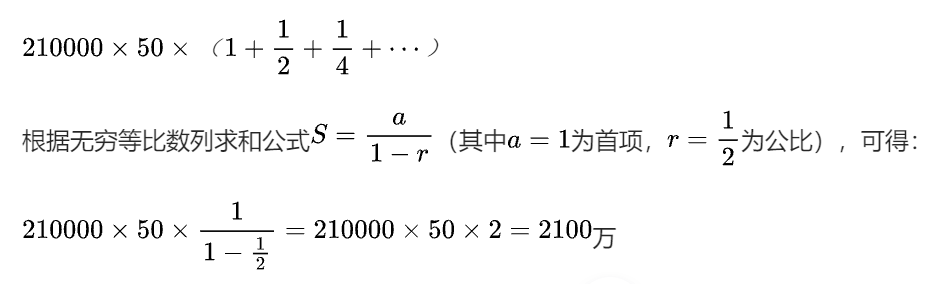 210000 × 50 × （1 + 1/2 + 1/4 + ⋯）
根据无穷等比数列求和公式S = a/(1 − r)（其中a = 1为首项，r = 1/2为公比），可得：
210000 × 50 × 1/(1 − 1/2) = 210000 × 50 × 2 = 2100万